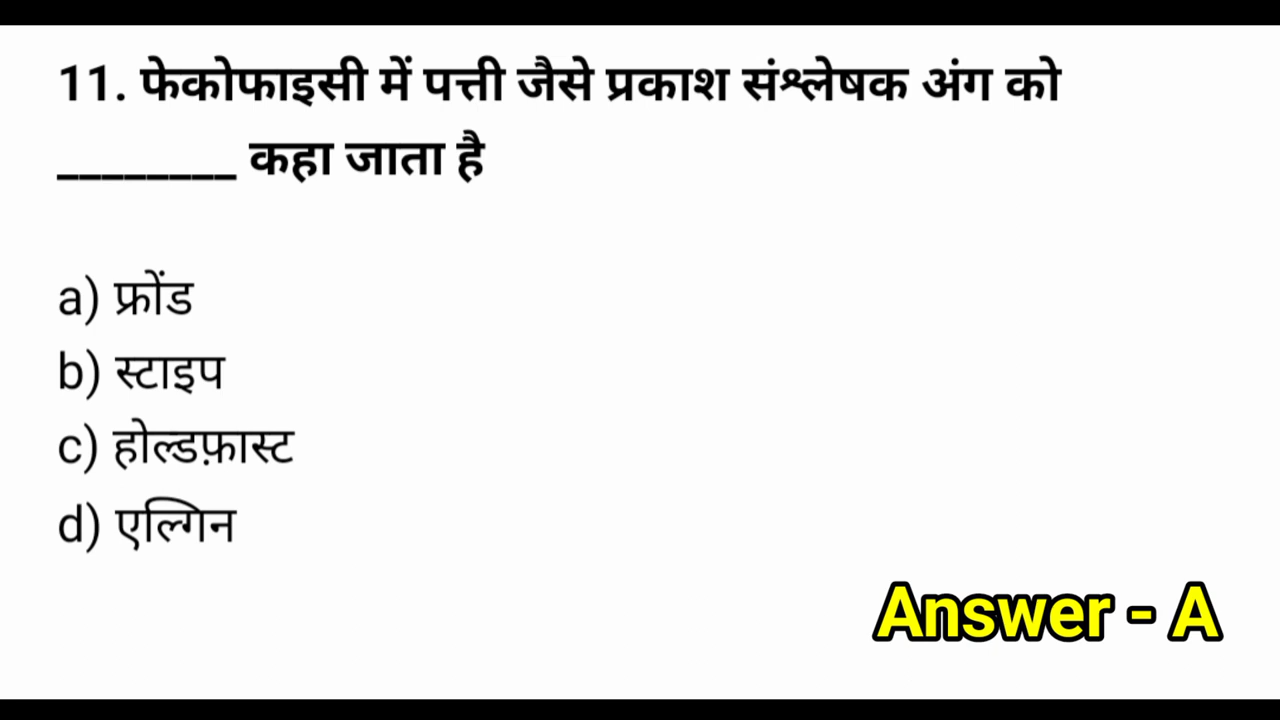 11. फेकोफाइसी में पत्ती जैसे प्रकाश संश्लेषक अंग को
________ कहा जाता है
a) फ्रोंड
b) स्टाइप
c) होल्डफ़ास्ट
d) एल्गिन
Answer - A